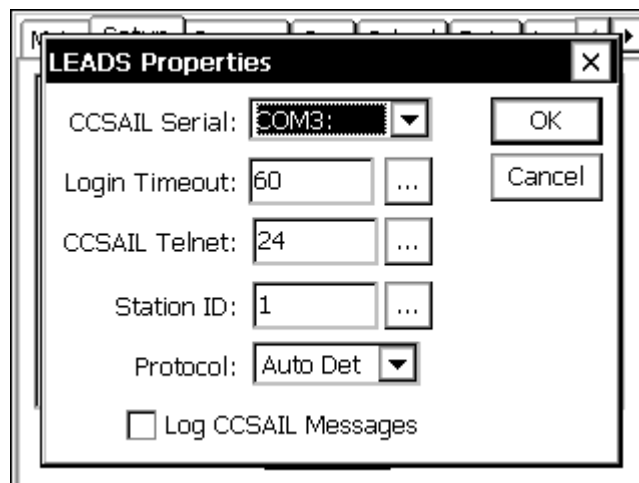 LEADS Properties
CCSAIL Serial: COM3: OK
Login Timeout: 60 ... Cancel
CCSAIL Telnet: 24 ...
Station ID: 1 ...
Protocol: Auto Det
Log CCSAIL Messages